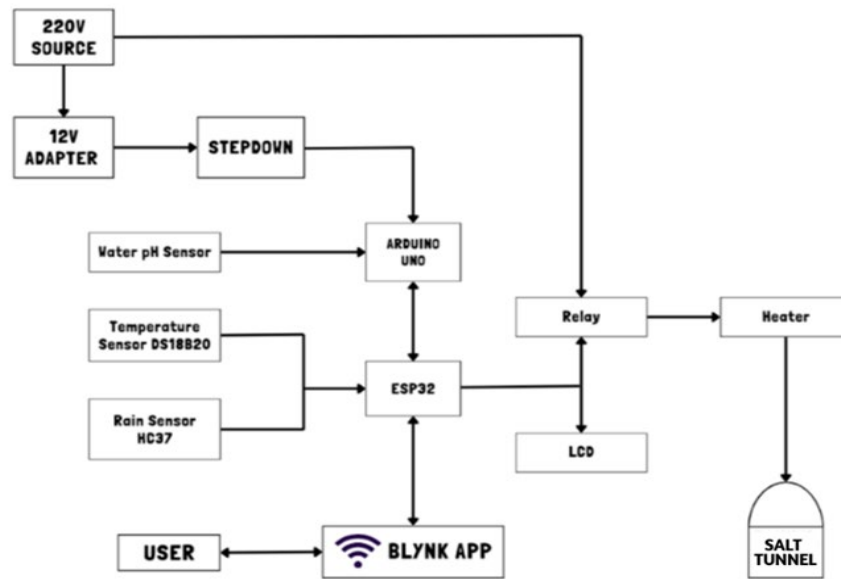 220V
SOURCE
12V
ADAPTER
STEPDOWN
Water pH Sensor
ARDUINO
UNO
Temperature
Sensor DS18B20
Relay
Heater
ESP32
Rain Sensor
HC37
LCD
USER
BLYNK APP
SALT
TUNNEL